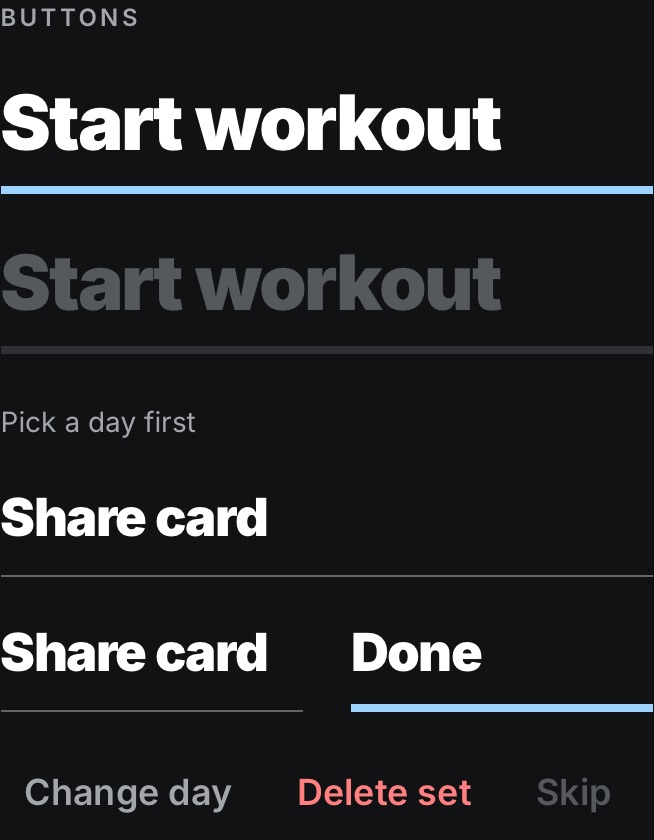 BUTTONS
Start workout
Start workout
Pick a day first
Share card
Share card Done
Change day Delete set Skip